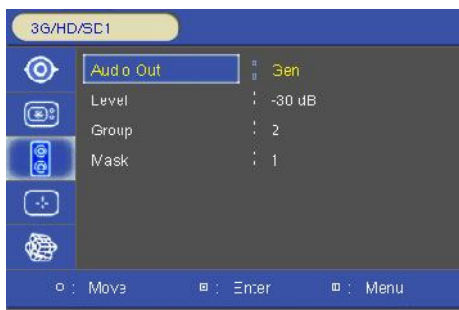 3G/HD/SD1
Audio Out : Gen
Level : -30 dB
Group : 2
Mask : 1
: Move : Enter : Menu